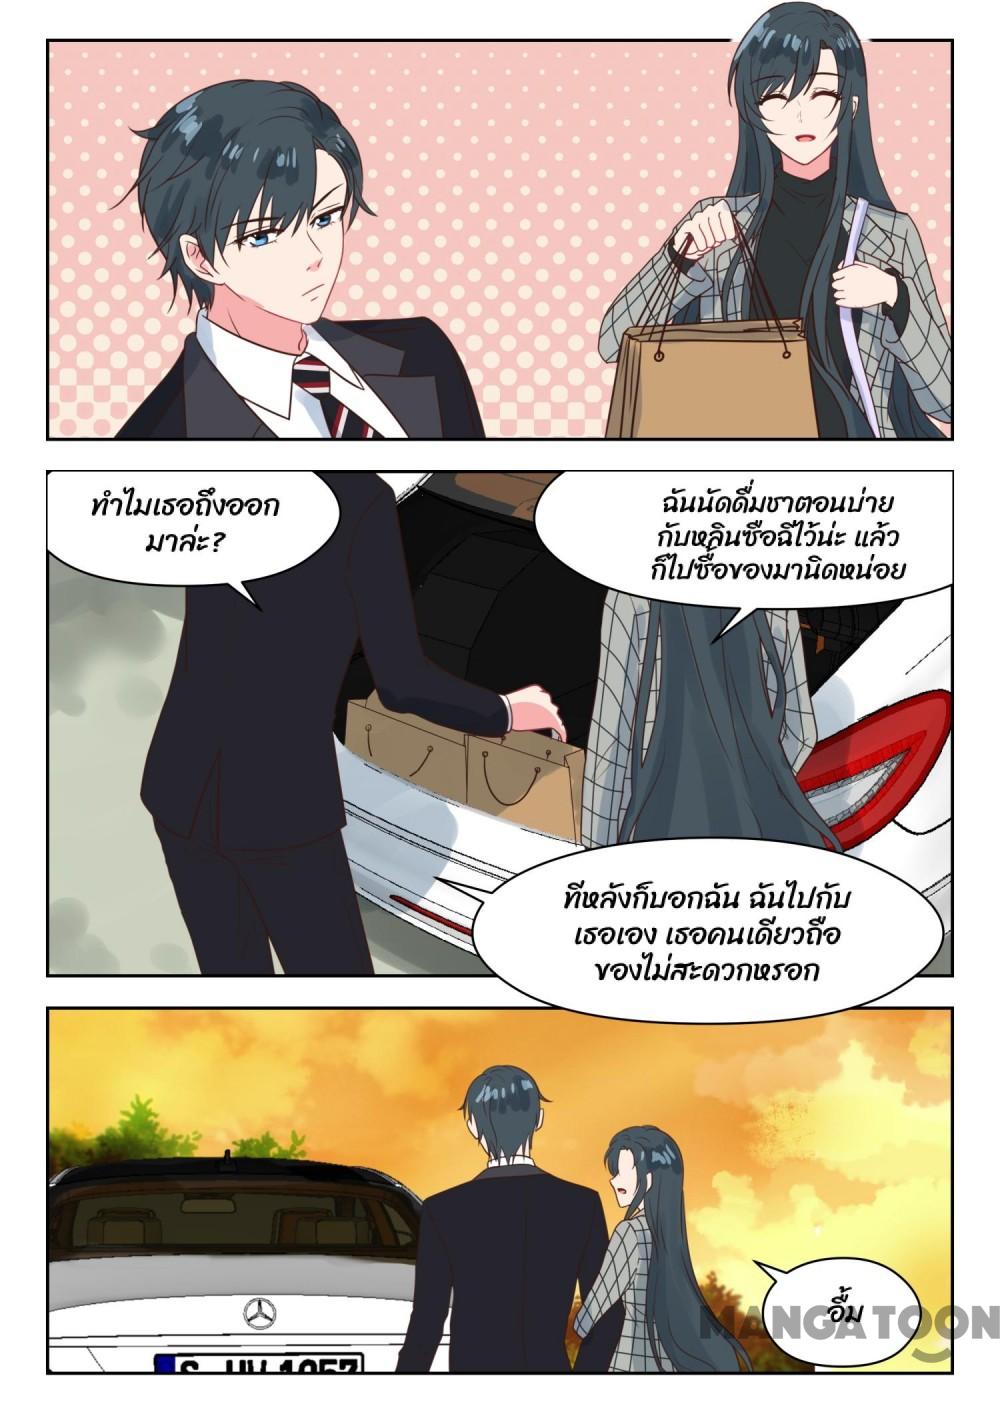 ทำไมเธอถึงออก
มาล่ะ?
ฉันนัดดื่มชาตอนบ่าย
กับหลินซือฉีไว้น่ะ แล้ว
ก็ไปซื้อของมานิดหน่อย
ทีหลังก็บอกฉัน ฉันไปกับ
เธอเอง เธอคนเดียวถือ
ของไม่สะดวกหรอก
อื้ม
MANGATOON